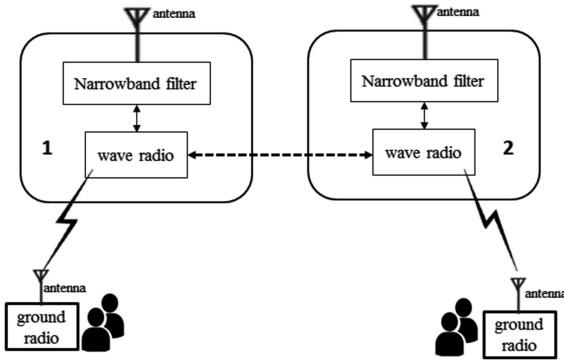 antenna
antenna
Narrowband filter
Narrowband filter
1
wave radio
wave radio
2
antenna
antenna
ground
radio
ground
radio